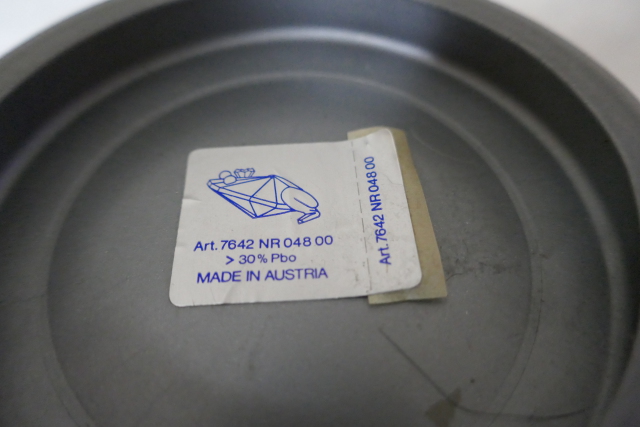 Art. 7642 NR 048 00
> 30% Pbo
MADE IN AUSTRIA
Art. 7642 NR 048 00